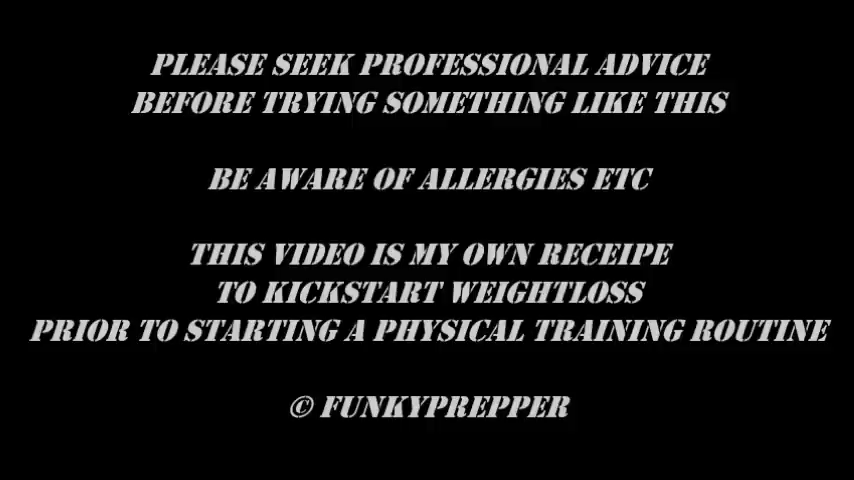 PLEASE SEEK PROFESSIONAL ADVICE
BEFORE TRYING SOMETHING LIKE THIS
BE AWARE OF ALLERGIES ETC
THIS VIDEO IS MY OWN RECEIPE
TO KICKSTART WEIGHTLOSS
PRIOR TO STARTING A PHYSICAL TRAINING ROUTINE
© FUNKYPREPPER